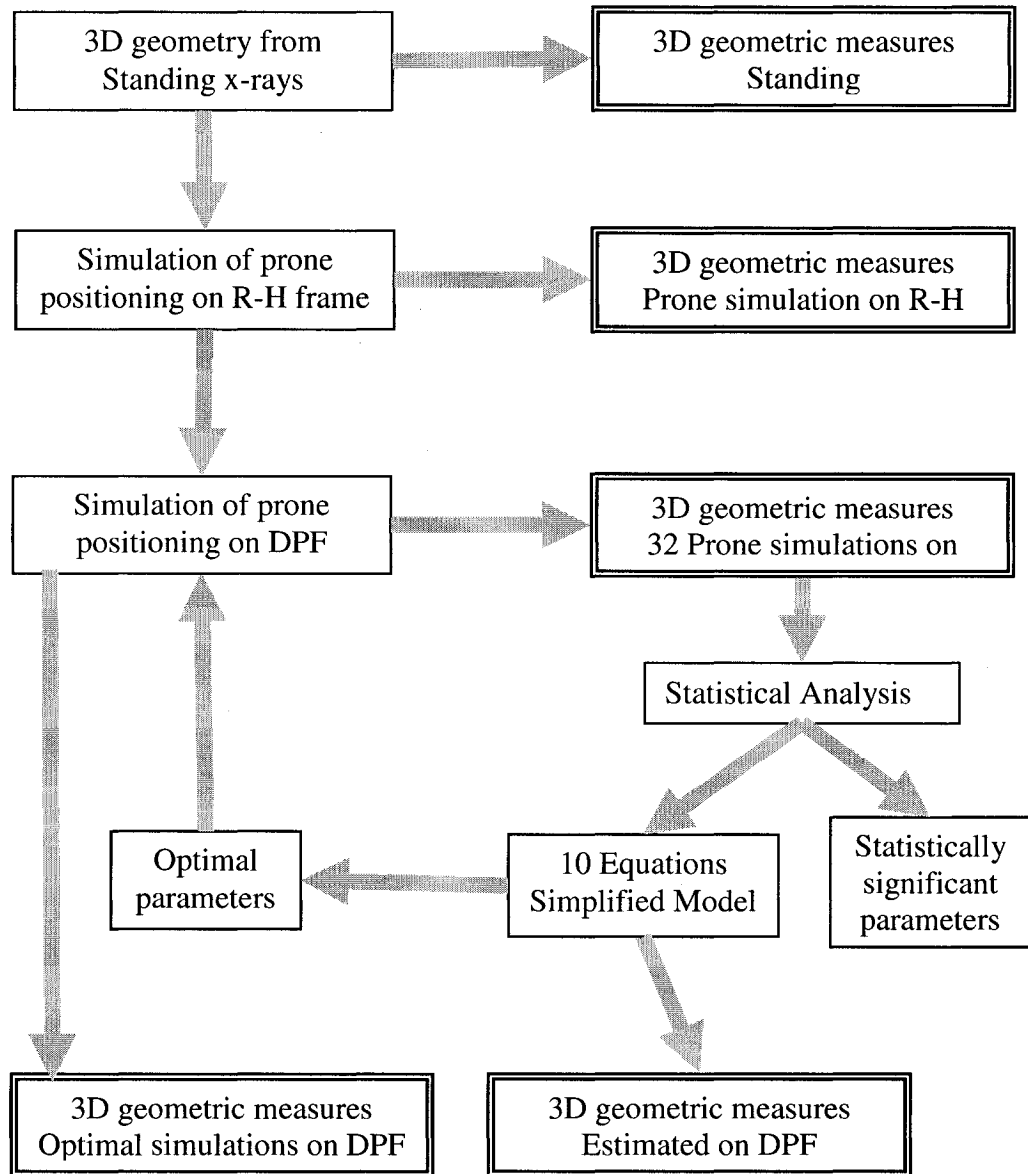 3D geometry from
Standing x-rays
3D geometric measures
Standing
Simulation of prone
positioning on R-H frame
3D geometric measures
Prone simulation on R-H
Simulation of prone
positioning on DPF
3D geometric measures
32 Prone simulations on
Statistical Analysis
Optimal
parameters
10 Equations
Simplified Model
Statistically
significant
parameters
3D geometric measures
Optimal simulations on DPF
3D geometric measures
Estimated on DPF